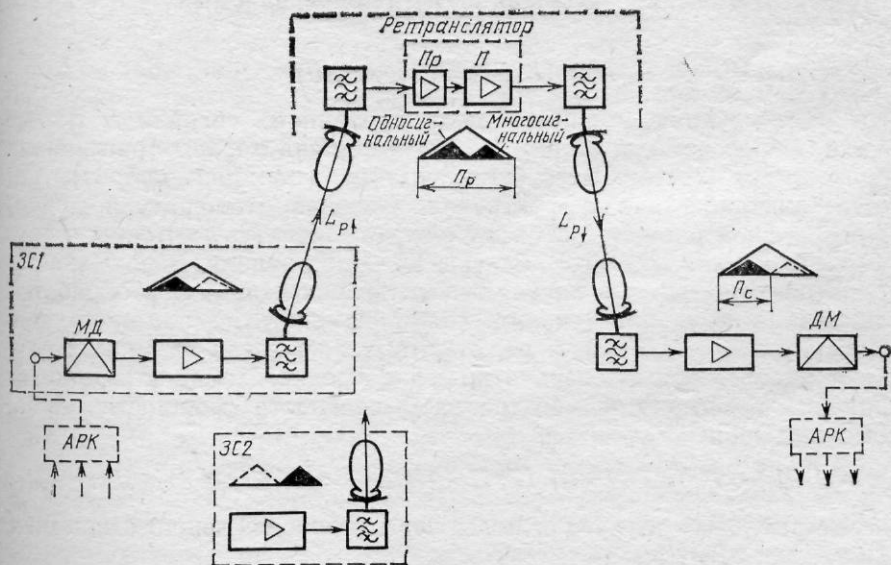 Ретранслятор
Пр
П
Односиг-
нальный
Многосиг-
нальный
Пр
Lр↑
Lр↓
ЗС1
МД
АРК
ЗС2
Пс
ДМ
АРК